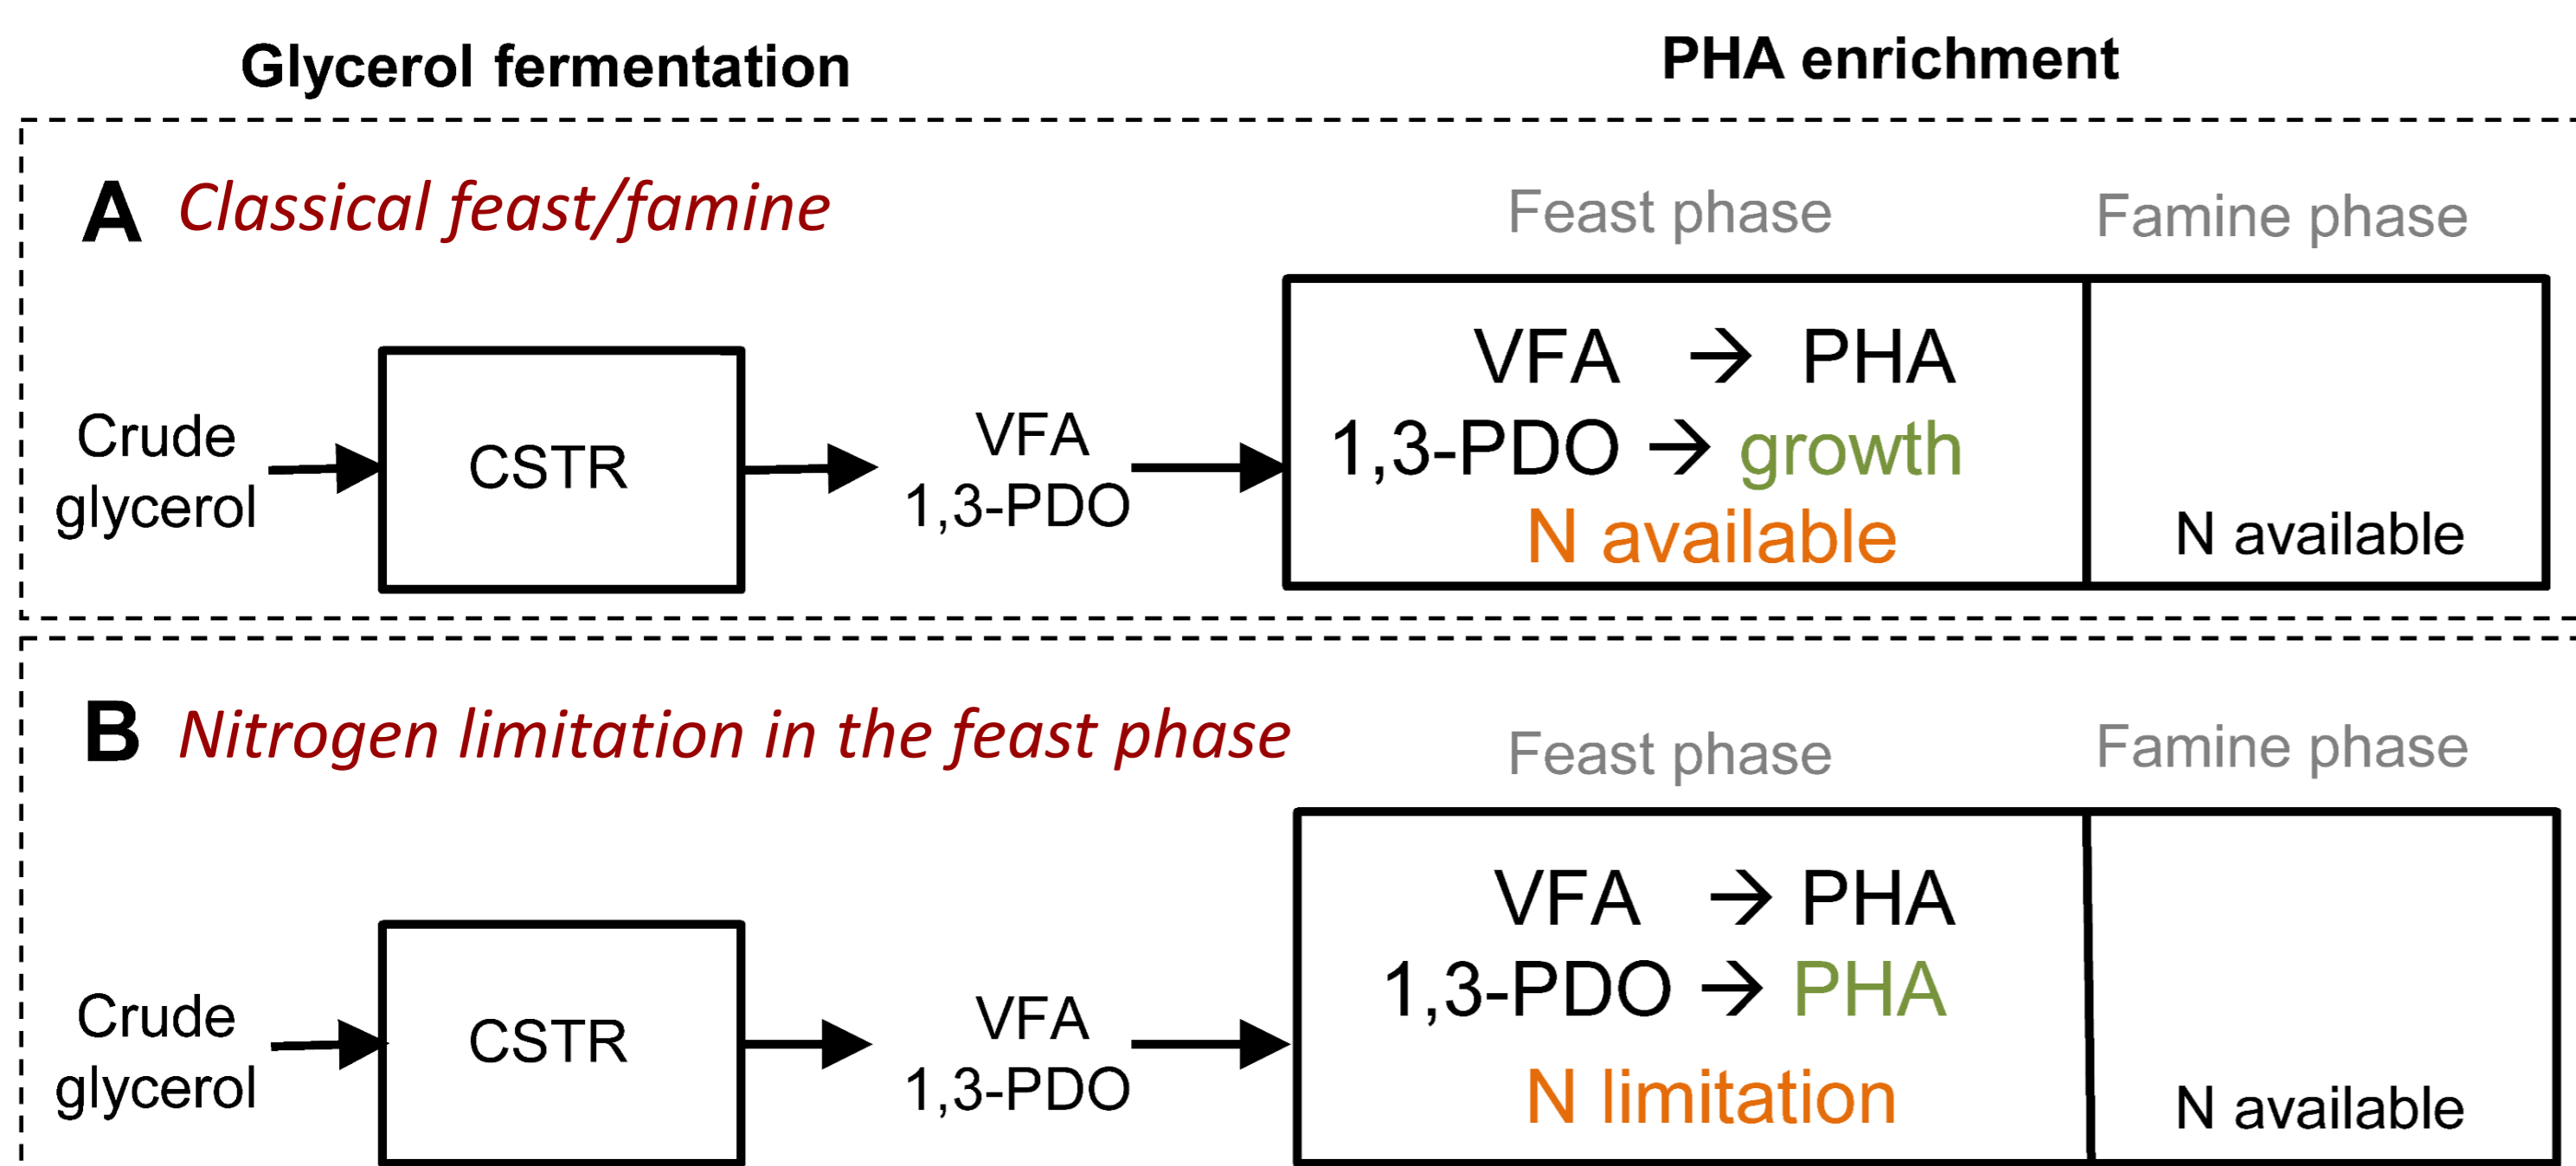 Glycerol fermentation
PHA enrichment
A Classical feast/famine
Feast phase
Famine phase
Crude
glycerol
CSTR
VFA
1,3-PDO
VFA → PHA
1,3-PDO → growth
N available
N available
B Nitrogen limitation in the feast phase
Feast phase
Famine phase
Crude
glycerol
CSTR
VFA
1,3-PDO
VFA → PHA
1,3-PDO → PHA
N limitation
N available